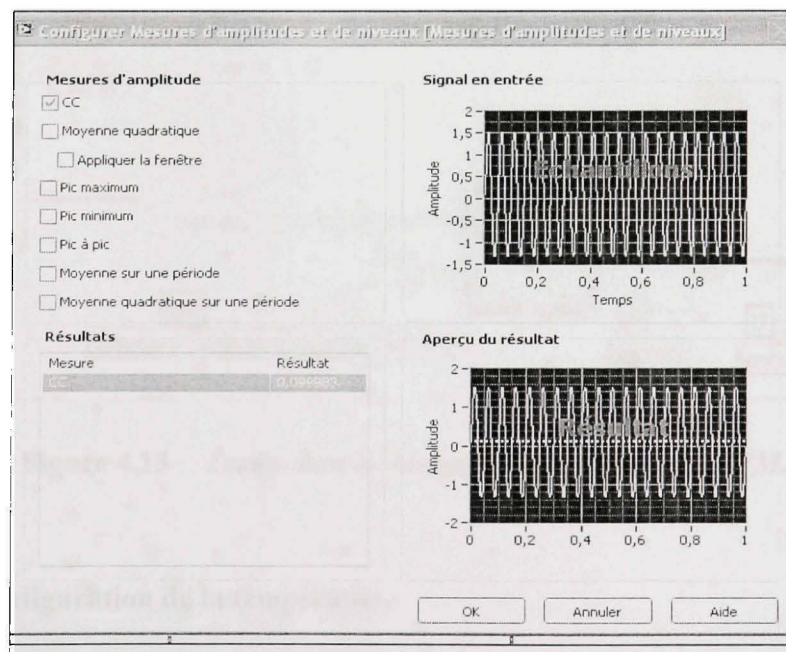 Configurer Mesures d'amplitudes et de niveaux [Mesures d'amplitudes et de niveaux]
Mesures d'amplitude
CC
Moyenne quadratique
Appliquer la fenêtre
Pic maximum
Pic minimum
Pic à pic
Moyenne sur une période
Moyenne quadratique sur une période
Résultats
Mesure Résultat
CC
Signal en entrée
Amplitude
2
1,5
1
0,5
0
-0,5
-1
-1,5
Echantillons
0 0,2 0,4 0,6 0,8 1
Temps
Aperçu du résultat
Amplitude
2
1
0
-1
-2
Résultat
0 0,2 0,4 0,6 0,8 1
OK Annuler Aide
Figure 4.13